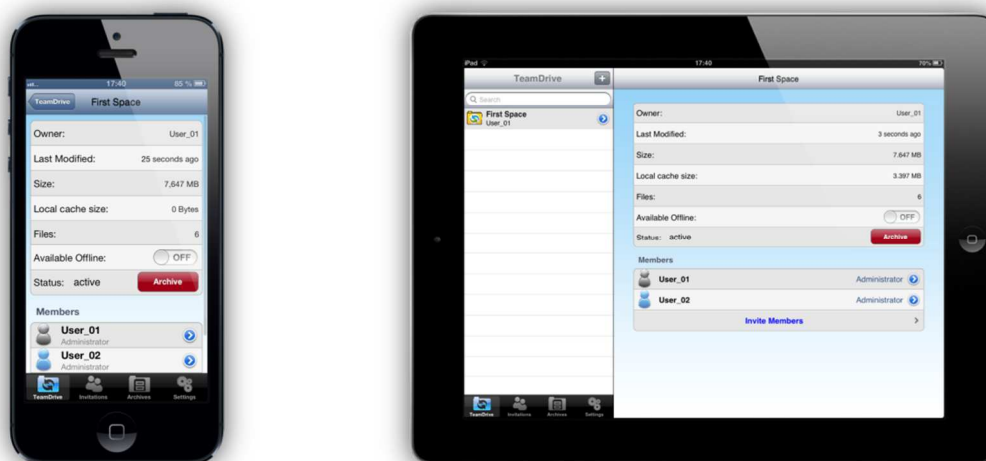 17:40 65 %
TeamDrive First Space
Owner: User_01
Last Modified: 25 seconds ago
Size: 7,647 MB
Local cache size: 0 Bytes
Files: 6
Available Offline: OFF
Status: active Archive
Members
User_01
Administrator
User_02
Administrator
TeamDrive Invitations Archives Settings
iPad 17:40 70%
TeamDrive + First Space
Search
First Space
User_01
Owner: User_01
Last Modified: 3 seconds ago
Size: 7.647 MB
Local cache size: 3.397 MB
Files: 6
Available Offline: OFF
Status: active Archive
Members
User_01 Administrator
User_02 Administrator
Invite Members
TeamDrive Invitations Archives Settings